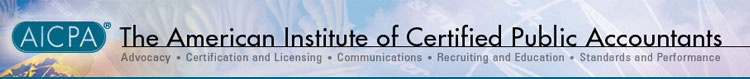 AICPA® The American Institute of Certified Public Accountants
Advocacy • Certification and Licensing • Communications • Recruiting and Education • Standards and Performance